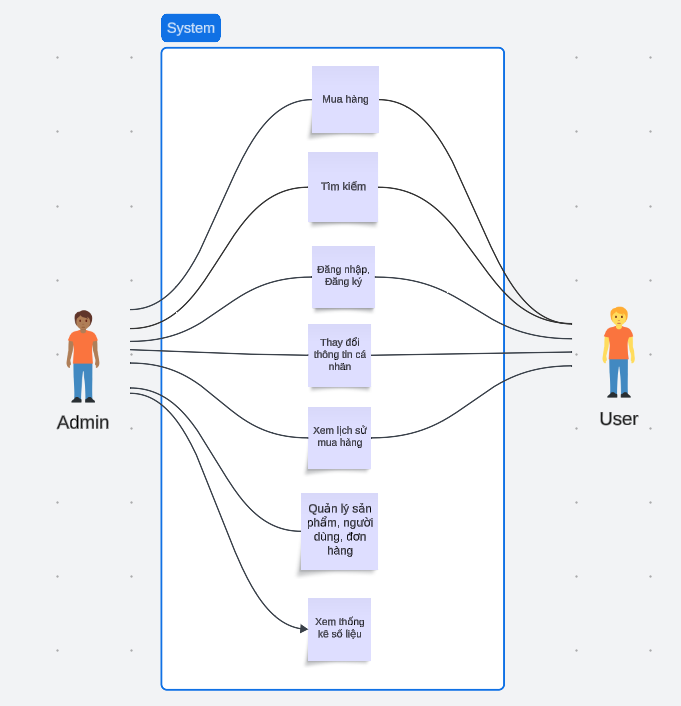 System
Mua hàng
Tìm kiếm
Đăng nhập,
Đăng ký
Thay đổi
thông tin cá
nhân
Xem lịch sử
mua hàng
Quản lý sản
phẩm, người
dùng, đơn
hàng
Xem thống
kê số liệu
Admin
User